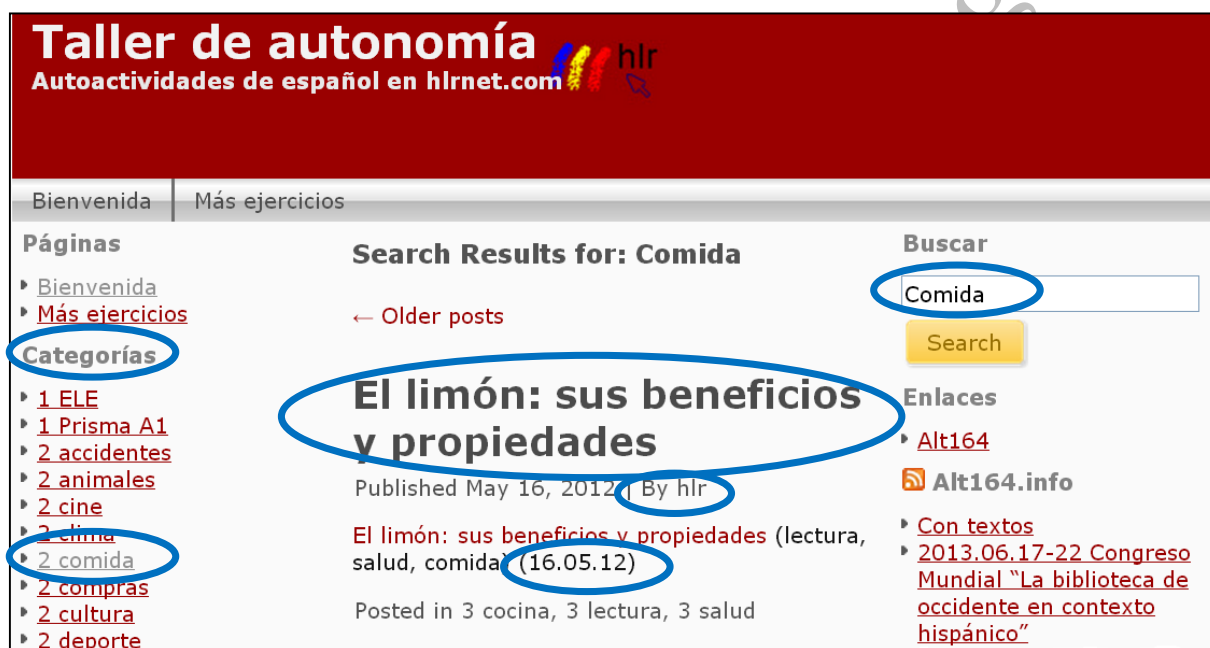 Taller de autonomía
hlr
Autoactividades de español en hlrnet.com
Bienvenida
Más ejercicios
Páginas
Bienvenida
Más ejercicios
Categorías
1 ELE
1 Prisma A1
2 accidentes
2 animales
2 cine
2 clima
2 comida
2 compras
2 cultura
2 deporte
Search Results for: Comida
← Older posts
El limón: sus beneficios
y propiedades
Published May 16, 2012 | By hlr
El limón: sus beneficios y propiedades (lectura,
salud, comida) (16.05.12)
Posted in 3 cocina, 3 lectura, 3 salud
Buscar
Comida
Search
Enlaces
Alt164
Alt164.info
Con textos
2013.06.17-22 Congreso
Mundial “La biblioteca de
occidente en contexto
hispánico”